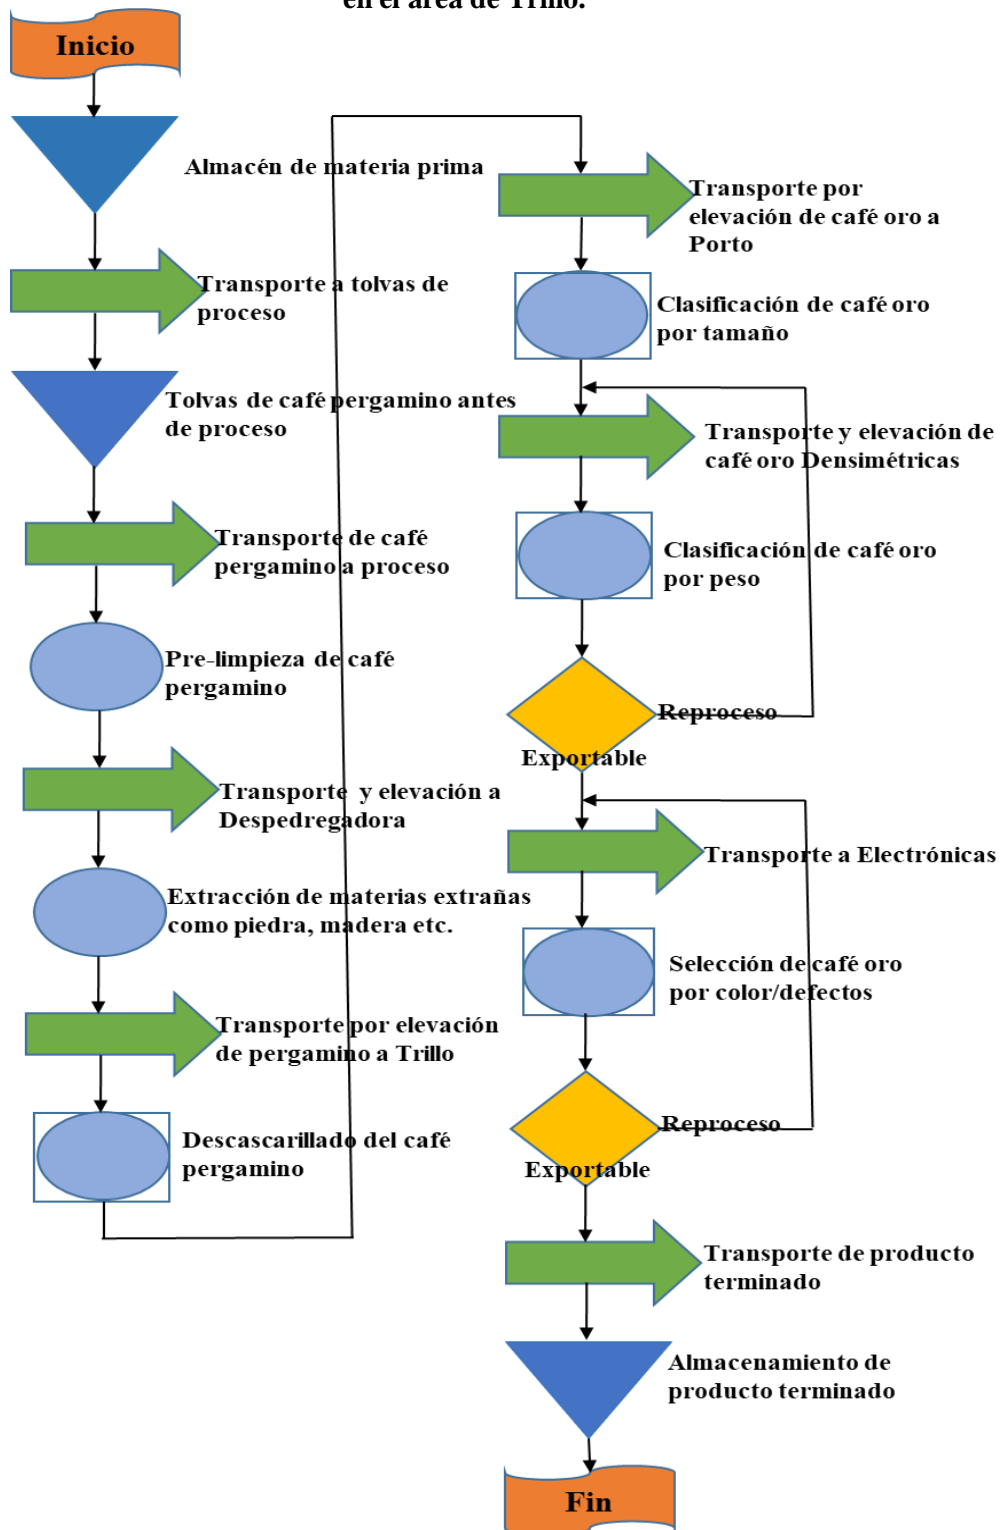 en el área de Trillo.
Inicio
Almacén de materia prima
Transporte a tolvas de
proceso
Tolvas de café pergamino antes
de proceso
Transporte de café
pergamino a proceso
Pre-limpieza de café
pergamino
Transporte y elevación a
Despedregadora
Extracción de materias extrañas
como piedra, madera etc.
Transporte por elevación
de pergamino a Trillo
Descascarillado del café
pergamino
Transporte por
elevación de café oro a
Porto
Clasificación de café oro
por tamaño
Transporte y elevación de
café oro Densimétricas
Clasificación de café oro
por peso
Reproceso
Exportable
Transporte a Electrónicas
Selección de café oro
por color/defectos
Reproceso
Exportable
Transporte de producto
terminado
Almacenamiento de
producto terminado
Fin